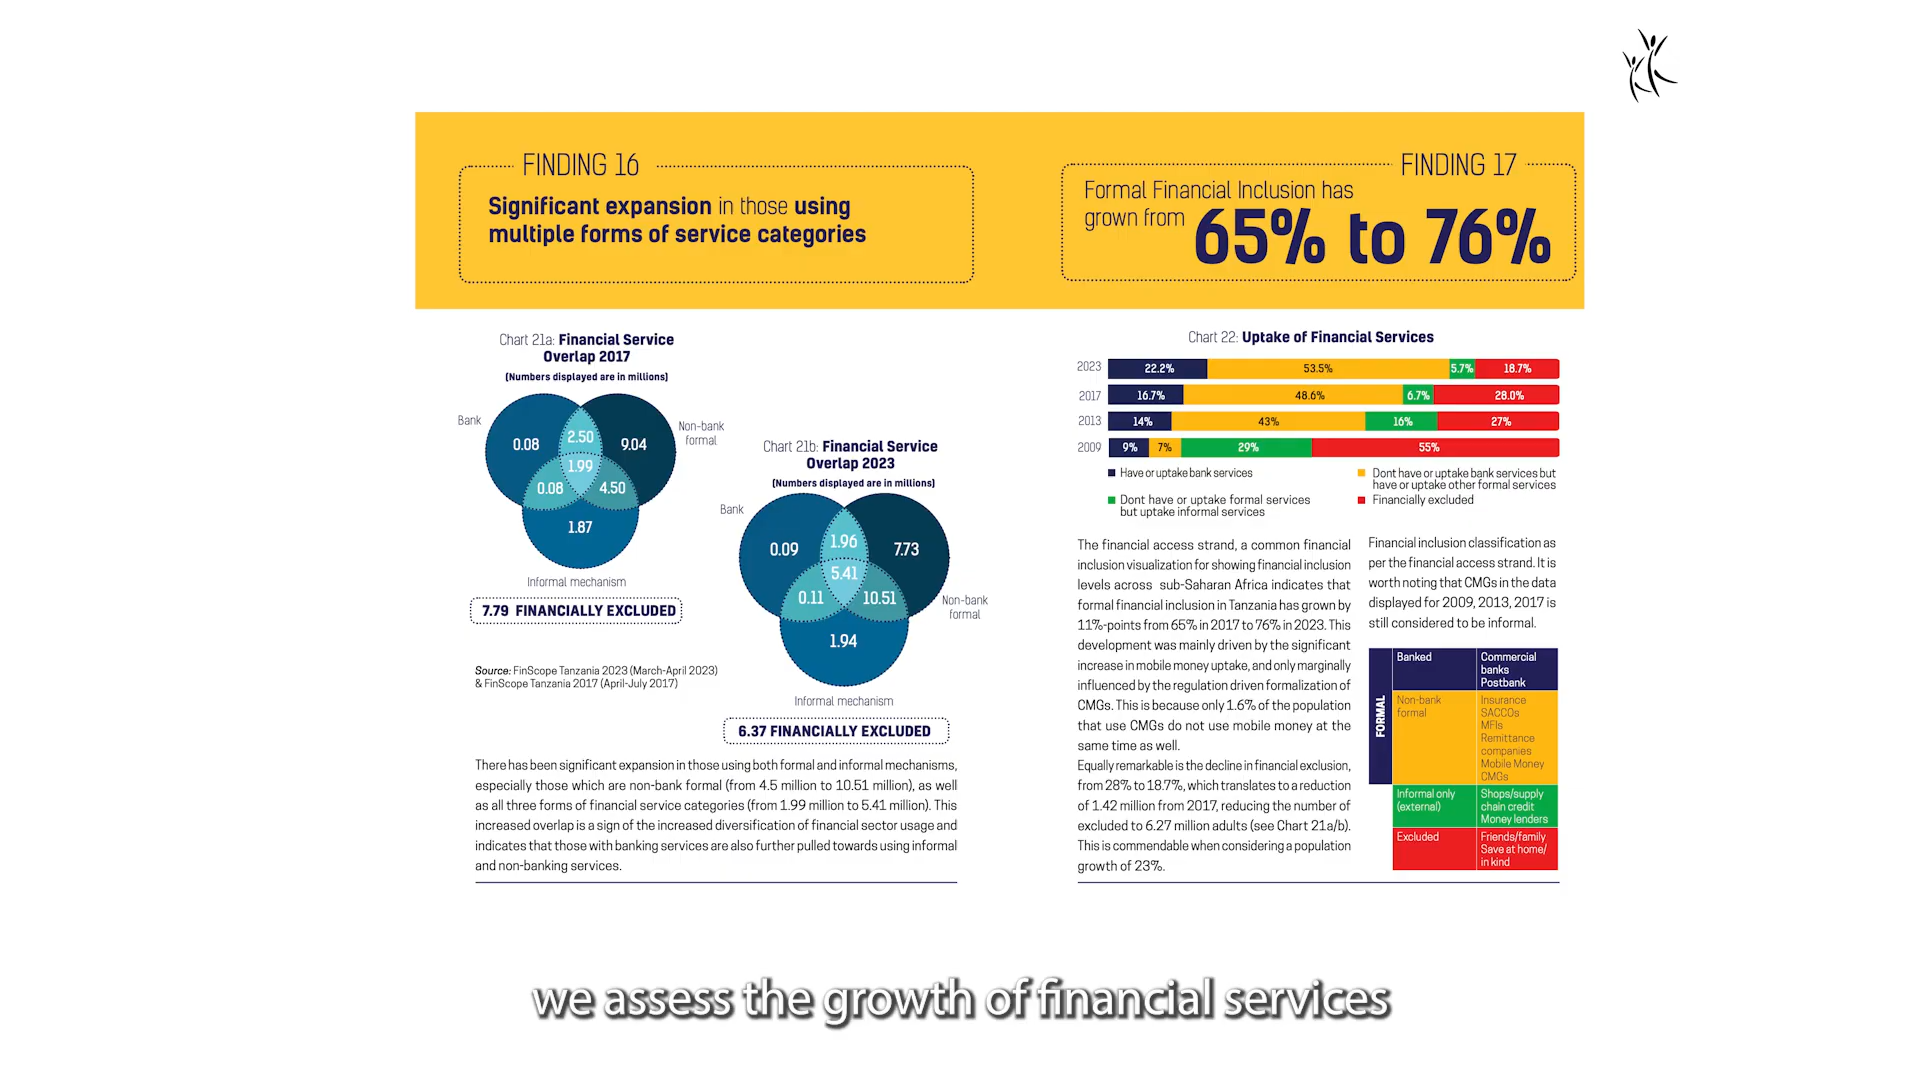 FINDING 16
Significant expansion in those using
multiple forms of service categories
FINDING 17
Formal Financial Inclusion has
grown from 65% to 76%
Chart 21a: Financial Service
Overlap 2017
(Numbers displayed are in millions)
Bank
Non-bank
formal
0.08
2.50
9.04
1.99
0.08
4.50
1.87
Informal mechanism
7.79 FINANCIALLY EXCLUDED
Chart 21b: Financial Service
Overlap 2023
(Numbers displayed are in millions)
Bank
0.09
1.96
7.73
5.41
0.11
10.51
Non-bank
formal
1.94
Informal mechanism
6.37 FINANCIALLY EXCLUDED
Source: FinScope Tanzania 2023 (March-April 2023)
& FinScope Tanzania 2017 (April-July 2017)
There has been significant expansion in those using both formal and informal mechanisms,
especially those which are non-bank formal (from 4.5 million to 10.51 million), as well
as all three forms of financial service categories (from 1.99 million to 5.41 million). This
increased overlap is a sign of the increased diversification of financial sector usage and
indicates that those with banking services are also further pulled towards using informal
and non-banking services.
Chart 22: Uptake of Financial Services
2023 22.2% 53.5% 5.7% 18.7%
2017 16.7% 48.6% 6.7% 28.0%
2013 14% 43% 16% 27%
2009 9% 7% 29% 55%
Have or uptake bank services
Dont have or uptake bank services but
have or uptake other formal services
Dont have or uptake formal services
but uptake informal services
Financially excluded
The financial access strand, a common financial
inclusion visualization for showing financial inclusion
levels across sub-Saharan Africa indicates that
formal financial inclusion in Tanzania has grown by
11%-points from 65% in 2017 to 76% in 2023. This
development was mainly driven by the significant
increase in mobile money uptake, and only marginally
influenced by the regulation driven formalization of
CMGs. This is because only 1.6% of the population
that use CMGs do not use mobile money at the
same time as well.
Equally remarkable is the decline in financial exclusion,
from 28% to 18.7%, which translates to a reduction
of 1.42 million from 2017, reducing the number of
excluded to 6.27 million adults (see Chart 21a/b).
This is commendable when considering a population
growth of 23%.
Financial inclusion classification as
per the financial access strand. It is
worth noting that CMGs in the data
displayed for 2009, 2013, 2017 is
still considered to be informal.
FORMAL
Banked
Commercial
banks
Postbank
Non-bank
formal
Insurance
SACCOs
MFIs
Remittance
companies
Mobile Money
CMGs
Informal only
(external)
Shops/supply
chain credit
Money lenders
Excluded
Friends/family
Save at home/
in kind
we assess the growth of financial services